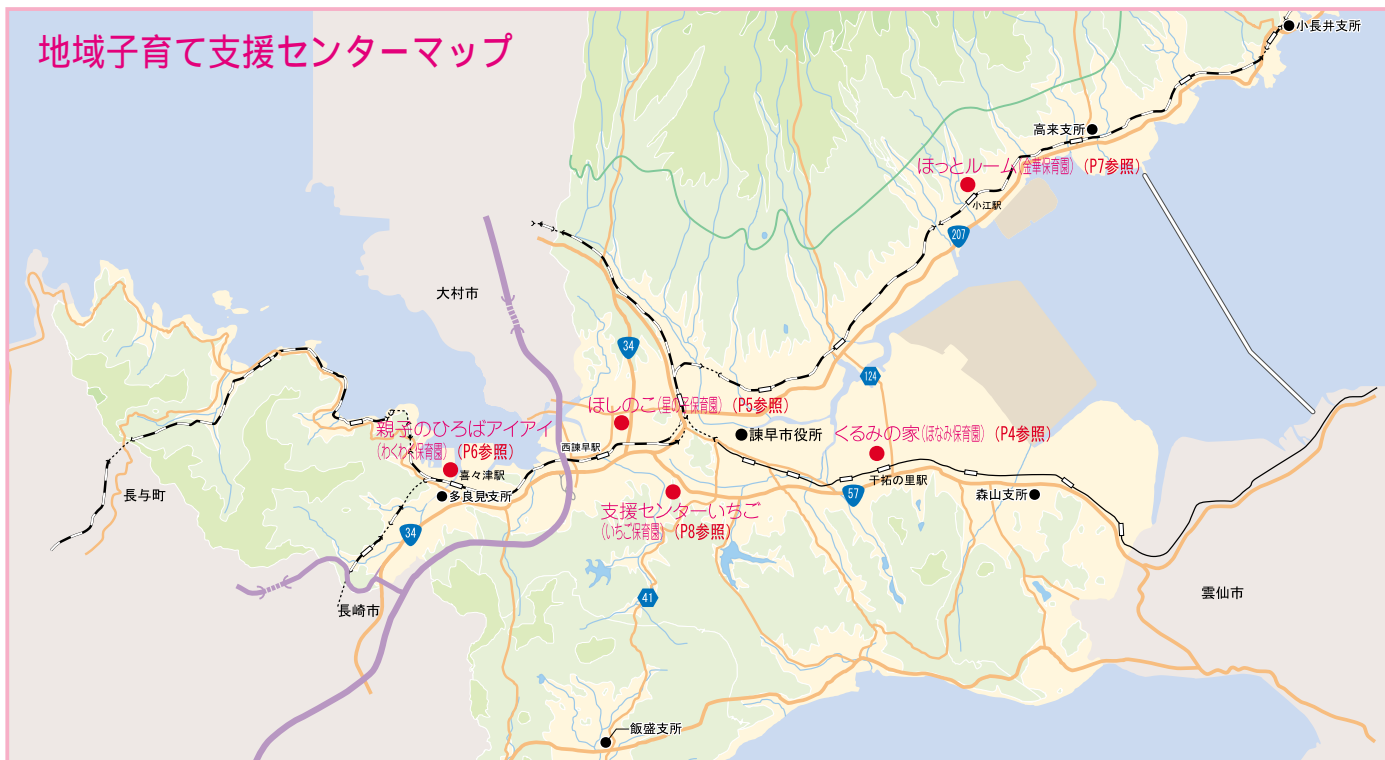 地域子育て支援センターマップ
小長井支所
高来支所
ほっとルーム(金華保育園)(P7参照)
小江駅
207
大村市
34
124
ほしのこ(星の子保育園)(P5参照)
諫早市役所
くるみの家(ほなみ保育園)(P4参照)
親子のひろばアイアイ
(わくわく保育園)(P6参照)
西諫早駅
喜々津駅
多良見支所
長与町
干拓の里駅
57
森山支所
支援センターいちご
(いちご保育園)(P8参照)
34
41
長崎市
雲仙市
飯盛支所